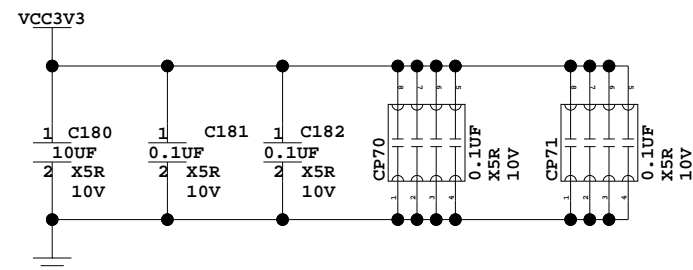 VCC3V3
8 7 6 5
8 7 6 5
1 C180
10UF
2 X5R
10V
1 C181
0.1UF
2 X5R
10V
1 C182
0.1UF
2 X5R
10V
CP70
0.1UF
X5R
10V
1 2 3 4
CP71
0.1UF
X5R
10V
1 2 3 4